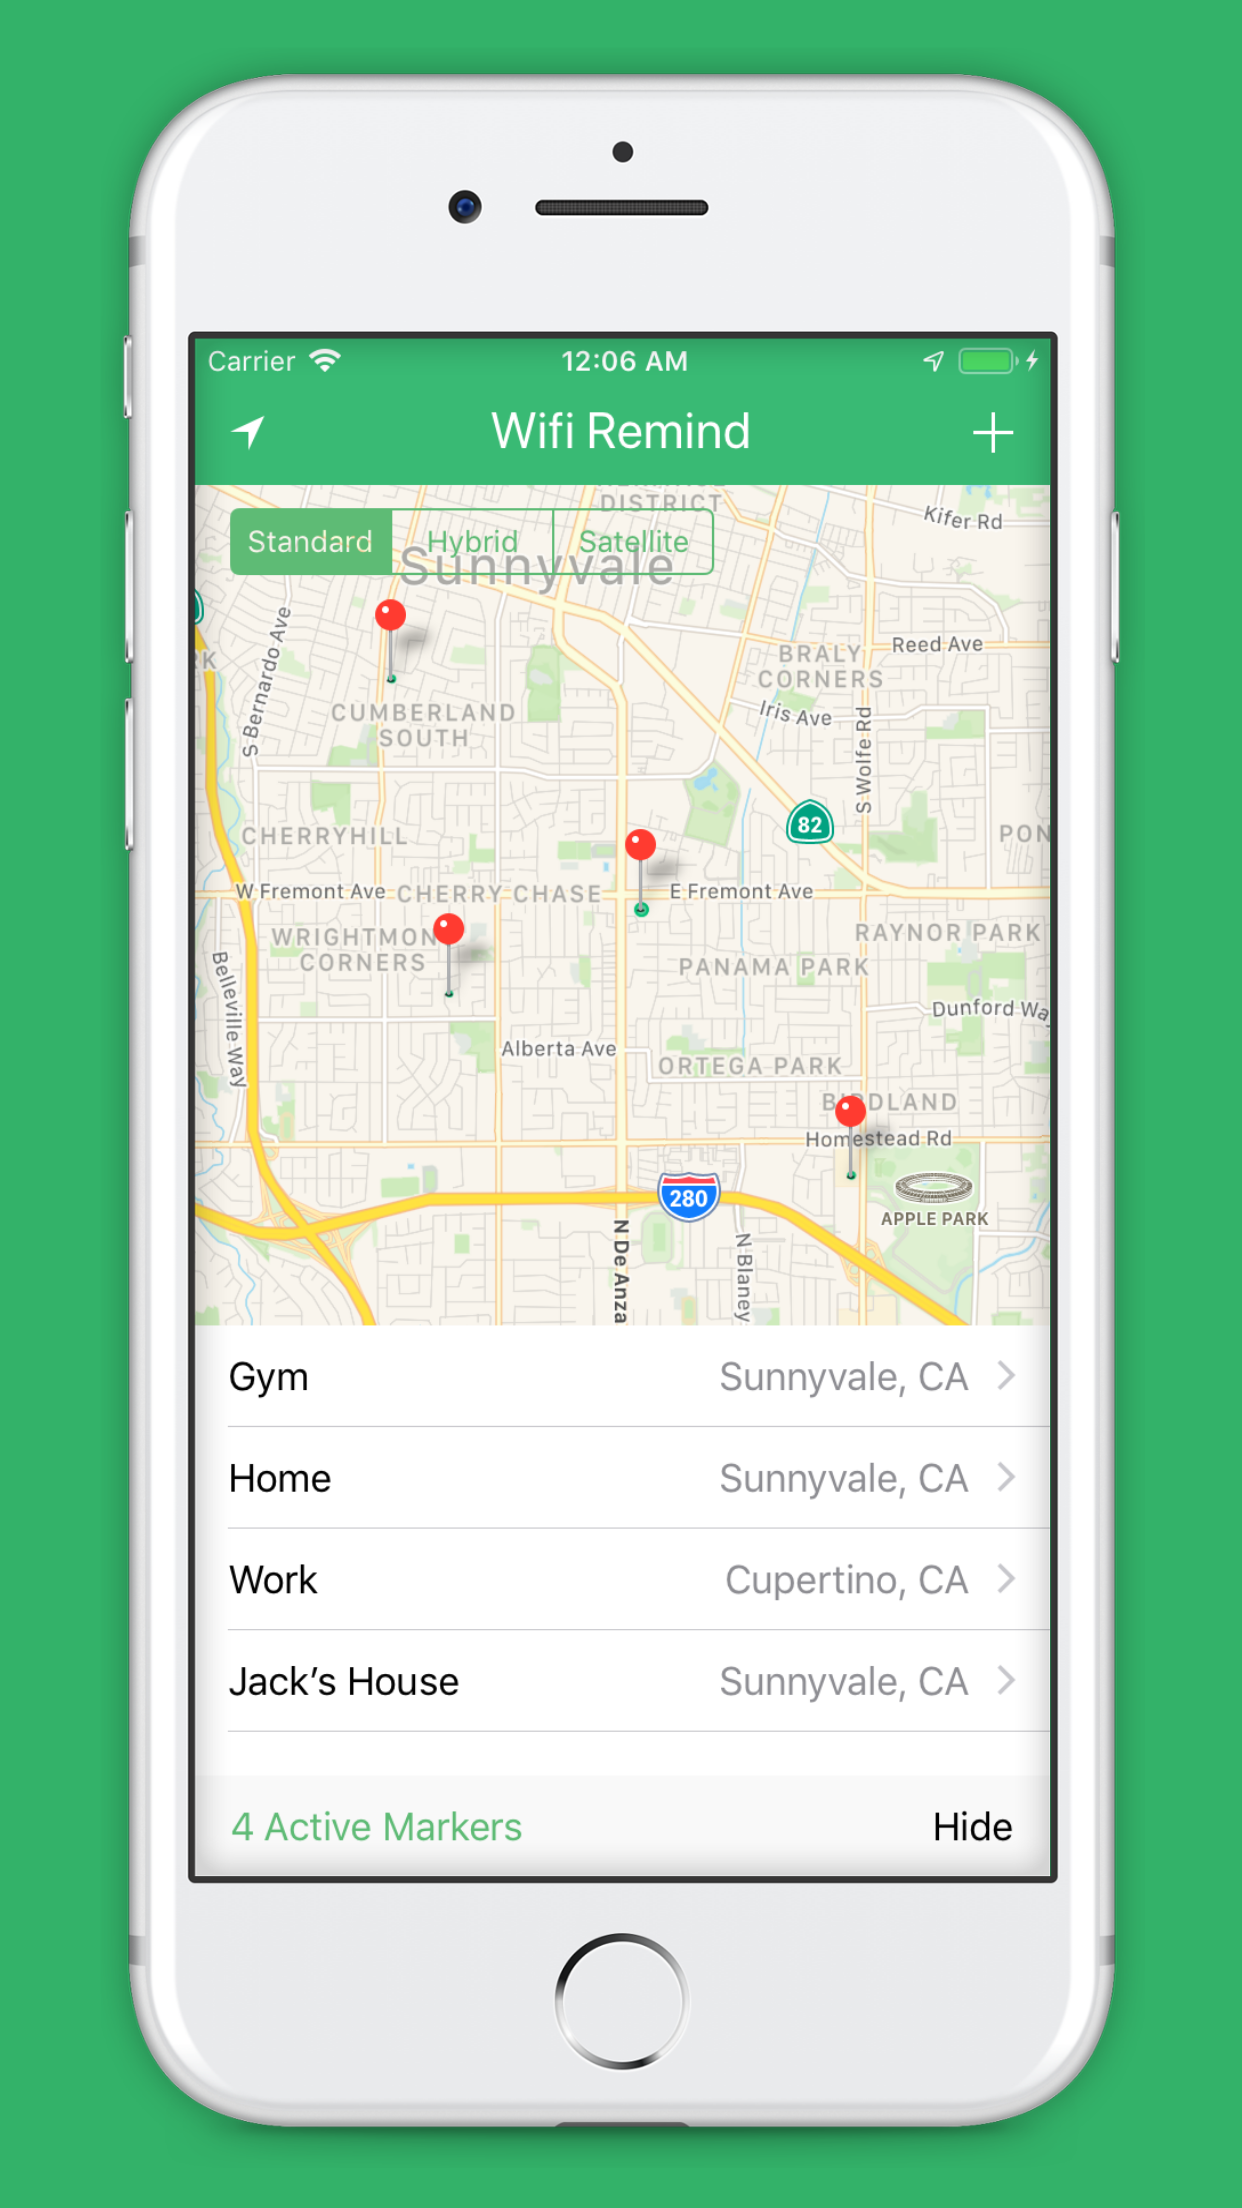 Carrier 12:06 AM
Wifi Remind
DISTRICT
Kifer Rd
Standard Hybrid Satellite
Sunnyvale
S Bernardo Ave
Reed Ave
BRALY
CORNERS
Iris Ave
CUMBERLAND
SOUTH
S Wolfe Rd
82
CHERRYHILL
PON
W Fremont Ave
CHERRY CHASE
E Fremont Ave
WRIGHTMON
CORNERS
RAYNOR PARK
PANAMA PARK
Belleville Way
Dunford Wa
Alberta Ave
ORTEGA PARK
BIRDLAND
Homestead Rd
280
APPLE PARK
N De Anza
N Blaney
Gym Sunnyvale, CA
Home Sunnyvale, CA
Work Cupertino, CA
Jack’s House Sunnyvale, CA
4 Active Markers Hide